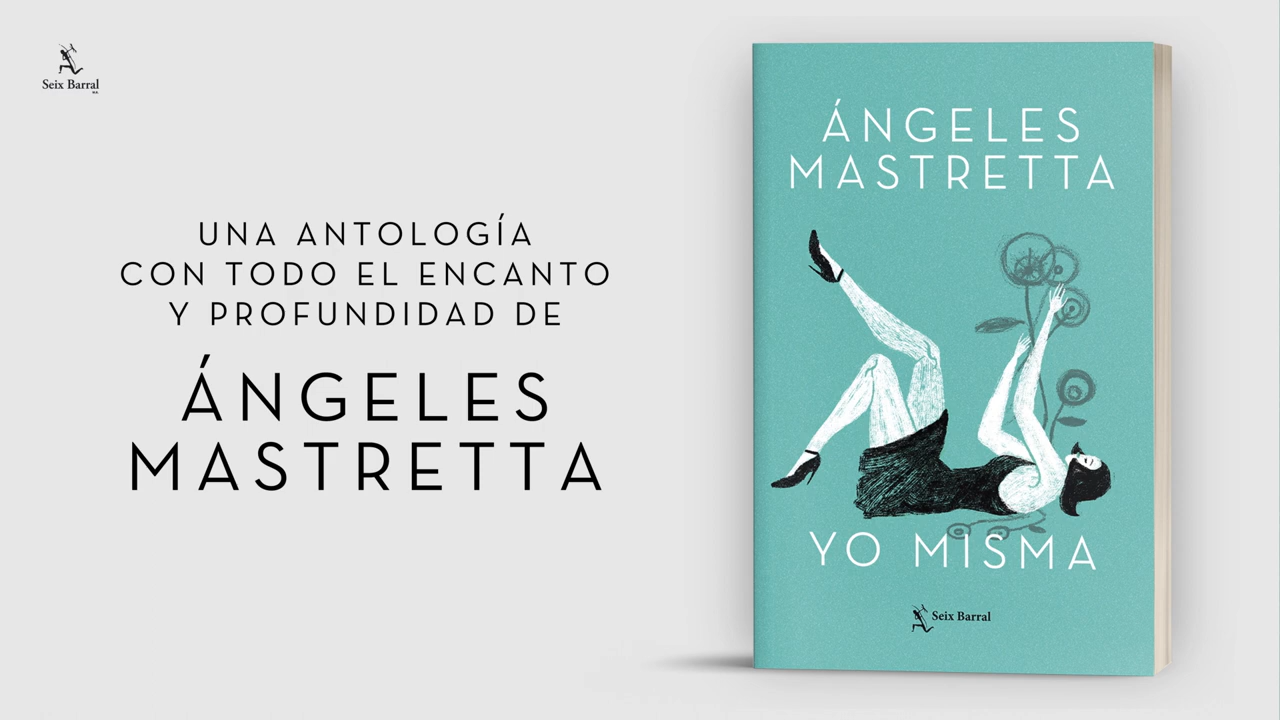 Seix Barral
UNA ANTOLOGÍA
CON TODO EL ENCANTO
Y PROFUNDIDAD DE
ÁNGELES
MASTRETTA
ÁNGELES
MASTRETTA
YO MISMA
Seix Barral